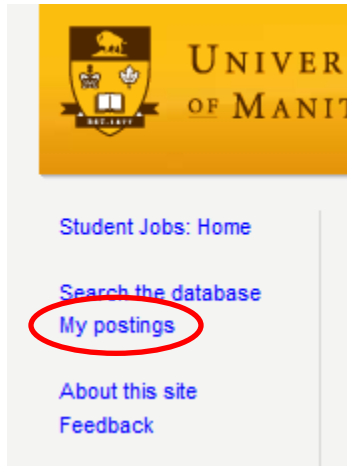 UNIVER
OF MANIT
EST. 1877
Student Jobs: Home
Search the database
My postings
About this site
Feedback